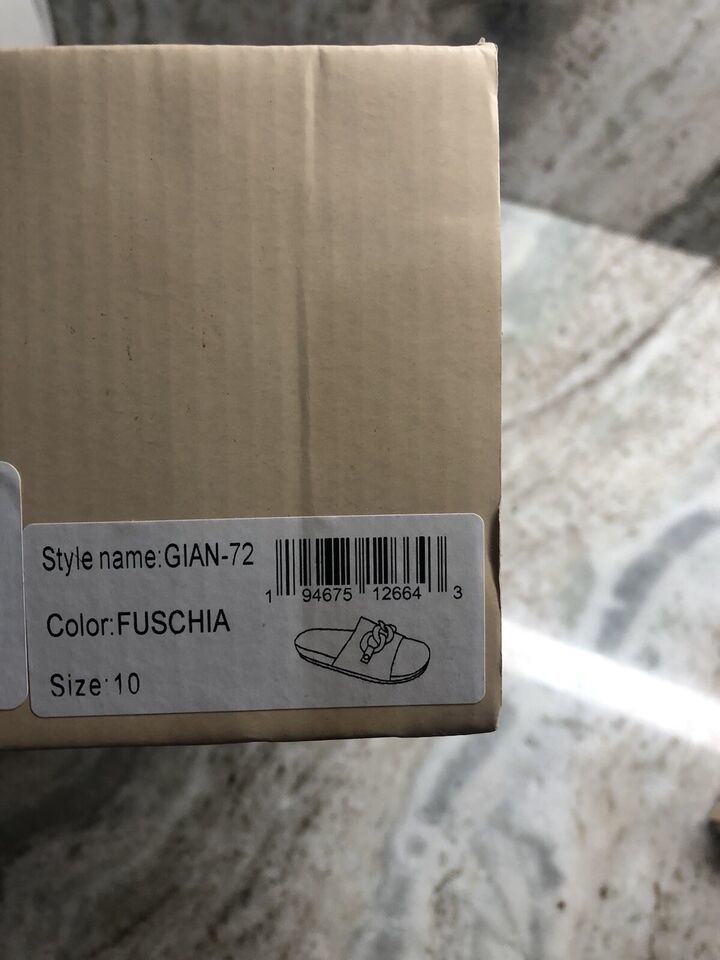 Style name:GIAN-72
1 94675 12664 3
Color:FUSCHIA
Size:10